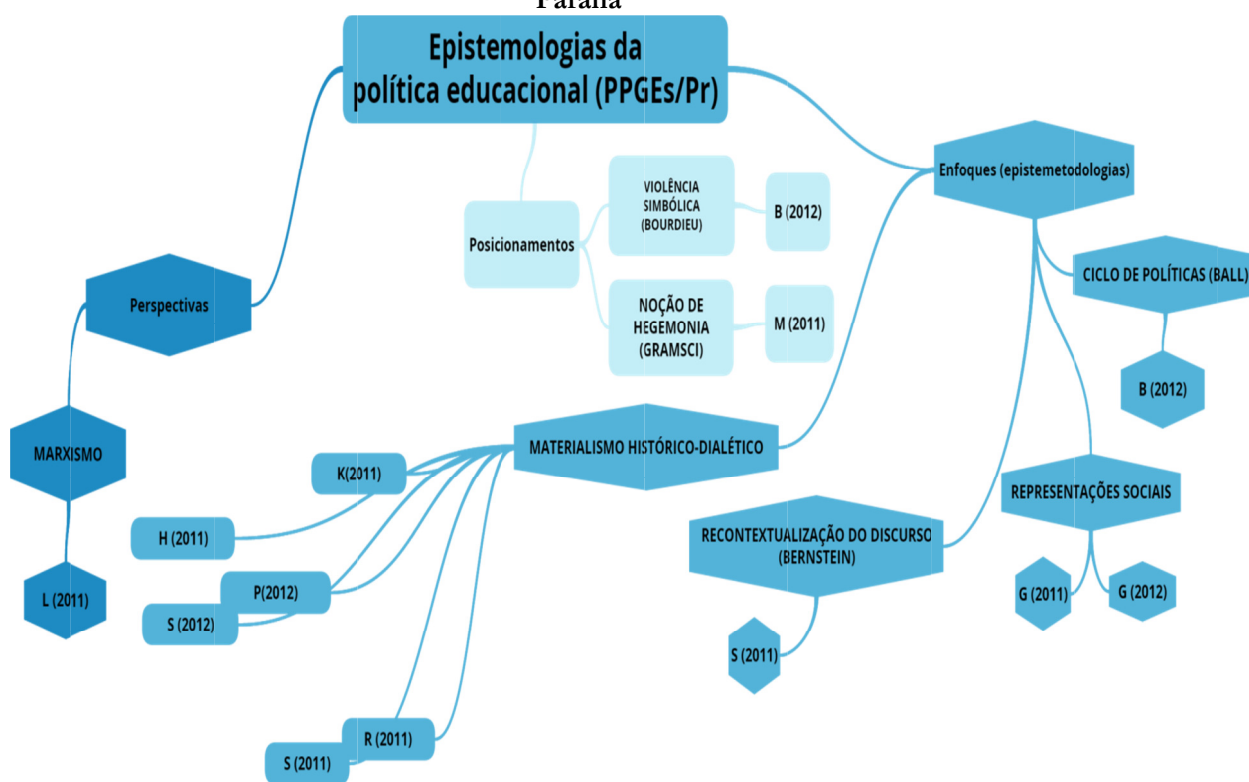 Paraná
Epistemologias da
política educacional (PPGEs/Pr)
Perspectivas
MARXISMO
L (2011)
Posicionamentos
VIOLÊNCIA
SIMBÓLICA
(BOURDIEU)
B (2012)
NOÇÃO DE
HEGEMONIA
(GRAMSCI)
M (2011)
Enfoques (epistemetodologias)
CICLO DE POLÍTICAS (BALL)
B (2012)
REPRESENTAÇÕES SOCIAIS
G (2011)
G (2012)
RECONTEXTUALIZAÇÃO DO DISCURSO
(BERNSTEIN)
S (2011)
MATERIALISMO HISTÓRICO-DIALÉTICO
K(2011)
H (2011)
P(2012)
S (2012)
R (2011)
S (2011)